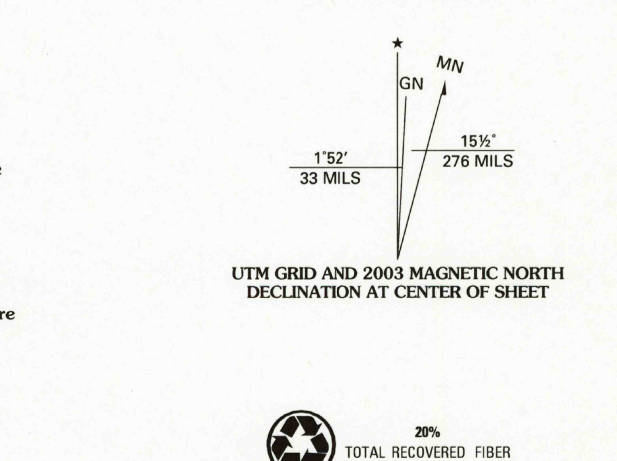 ★
MN
GN
15½°
276 MILS
1°52′
33 MILS
UTM GRID AND 2003 MAGNETIC NORTH
DECLINATION AT CENTER OF SHEET
re
20%
TOTAL RECOVERED FIBER